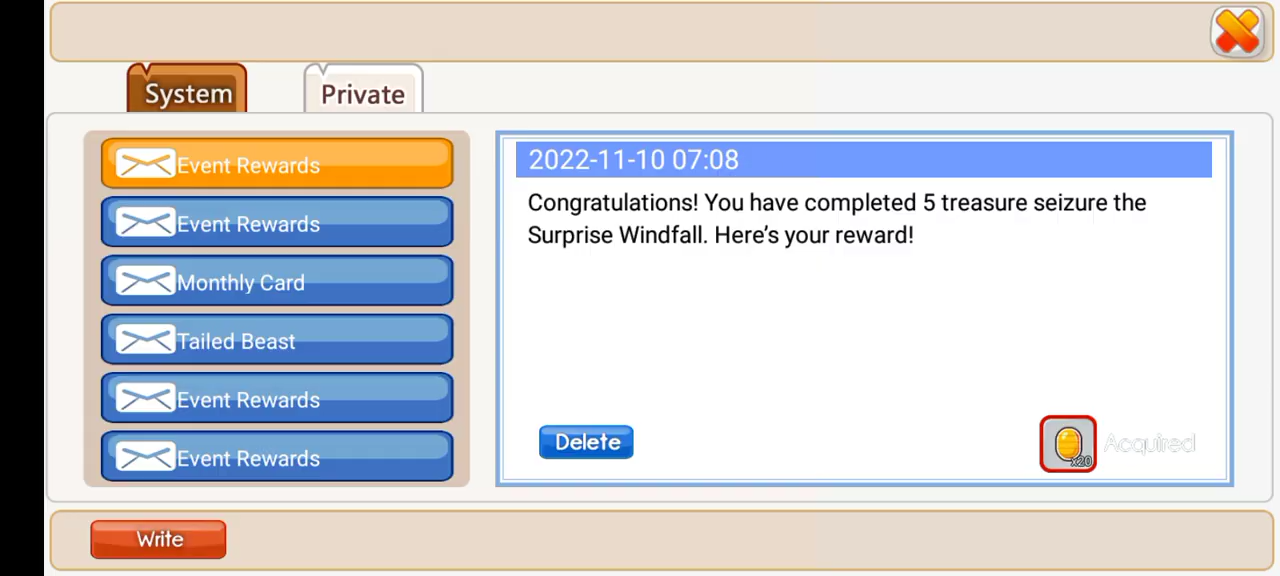 System
Private
Event Rewards
Event Rewards
Monthly Card
Tailed Beast
Event Rewards
Event Rewards
2022-11-10 07:08
Congratulations! You have completed 5 treasure seizure the
Surprise Windfall. Here's your reward!
Delete
x20
Acquired
Write